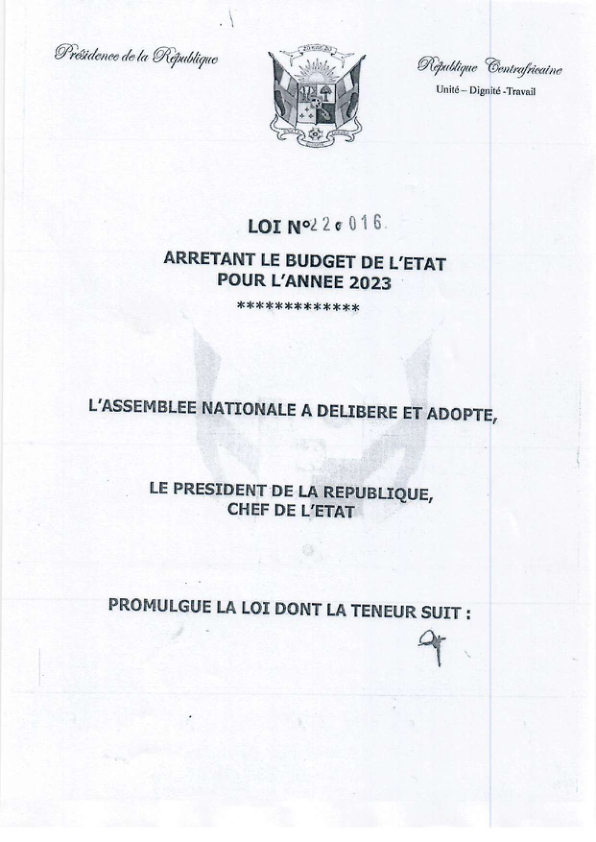 Présidence de la République
République Centrafricaine
Unité – Dignité -Travail
LOI N° 22.016.
ARRETANT LE BUDGET DE L'ETAT
POUR L'ANNEE 2023
*************
L'ASSEMBLEE NATIONALE A DELIBERE ET ADOPTE,
LE PRESIDENT DE LA REPUBLIQUE,
CHEF DE L'ETAT
PROMULGUE LA LOI DONT LA TENEUR SUIT :